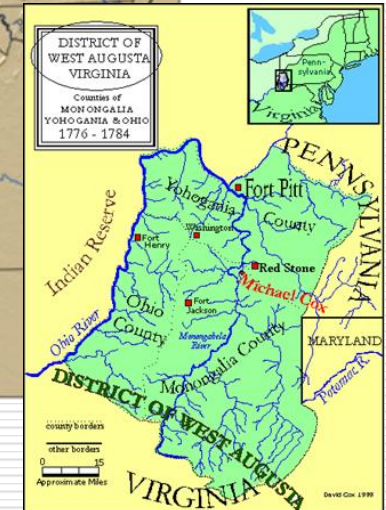 DISTRICT OF
WEST AUGUSTA
VIRGINIA
Counties of
MONONGALIA
YOHOGANIA & OHIO
1776 - 1784
Penn-
sylvania
Virginia
PENNSYLVANIA
Fort Pitt
Yohogania
County
Washington
Fort
Henry
Indian Reserve
Red Stone
Michael Cox
Fort
Jackson
Ohio
County
Ohio River
Monongahela
River
MARYLAND
Monongalia County
Potomac R.
DISTRICT OF WEST AUGUSTA
county borders
other borders
0 15
Approximate Miles
VIRGINIA
David Cox 1999